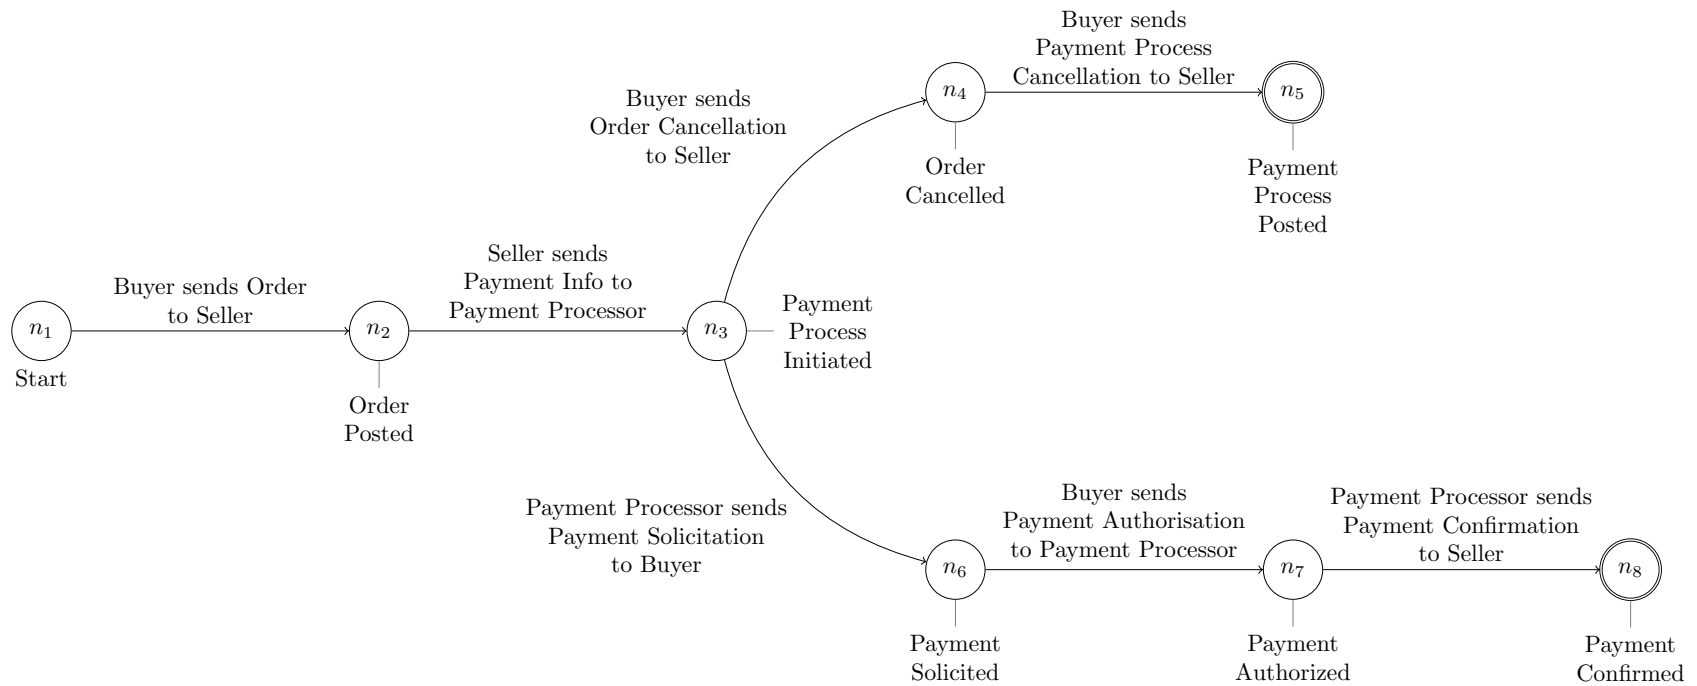 Buyer sends
Payment Process
Cancellation to Seller
n4
n5
Buyer sends
Order Cancellation
to Seller
Order
Cancelled
Payment
Process
Posted
Seller sends
Payment Info to
Payment Processor
Buyer sends Order
to Seller
n1
n2
n3
Payment
Process
Initiated
Start
Order
Posted
Payment Processor sends
Payment Solicitation
to Buyer
Buyer sends
Payment Authorisation
to Payment Processor
Payment Processor sends
Payment Confirmation
to Seller
n6
n7
n8
Payment
Solicited
Payment
Authorized
Payment
Confirmed